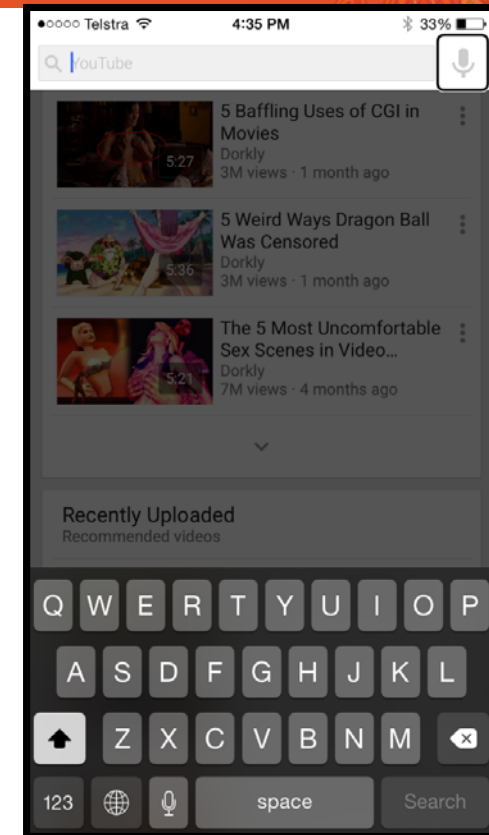 Telstra 4:35 PM 33%
YouTube
5 Baffling Uses of CGI in
Movies
Dorkly
5:27
3M views · 1 month ago
5 Weird Ways Dragon Ball
Was Censored
Dorkly
5:36
3M views · 1 month ago
The 5 Most Uncomfortable
Sex Scenes in Video...
Dorkly
5:21
7M views · 4 months ago
Recently Uploaded
Recommended videos
Q W E R T Y U I O P
A S D F G H J K L
Z X C V B N M
123 space Search